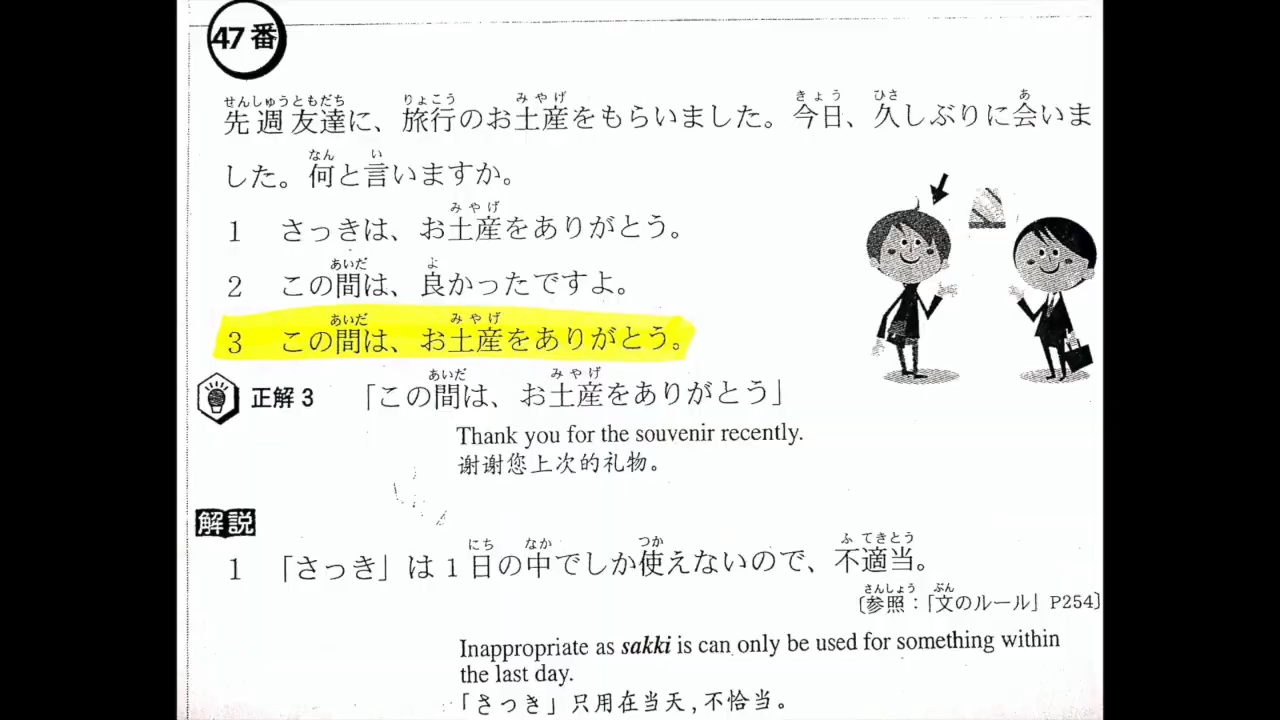 47番
せんしゅうともだち りょこう みやげ きょう ひさ あ
先週友達に、旅行のお土産をもらいました。今日、久しぶりに会いま
なん い
した。何と言いますか。
みやげ
1 さっきは、お土産をありがとう。
あいだ よ
2 この間は、良かったですよ。
あいだ みやげ
3 この間は、お土産をありがとう。
あいだ みやげ
正解3 「この間は、お土産をありがとう」
Thank you for the souvenir recently.
谢谢您上次的礼物。
解説
にち なか つか ふてきとう
1 「さっき」は1日の中でしか使えないので、不適当。
さんしょう ぶん
〔参照：「文のルール」P254〕
Inappropriate as sakki is can only be used for something within
the last day.
「さっき」只用在当天,不恰当。